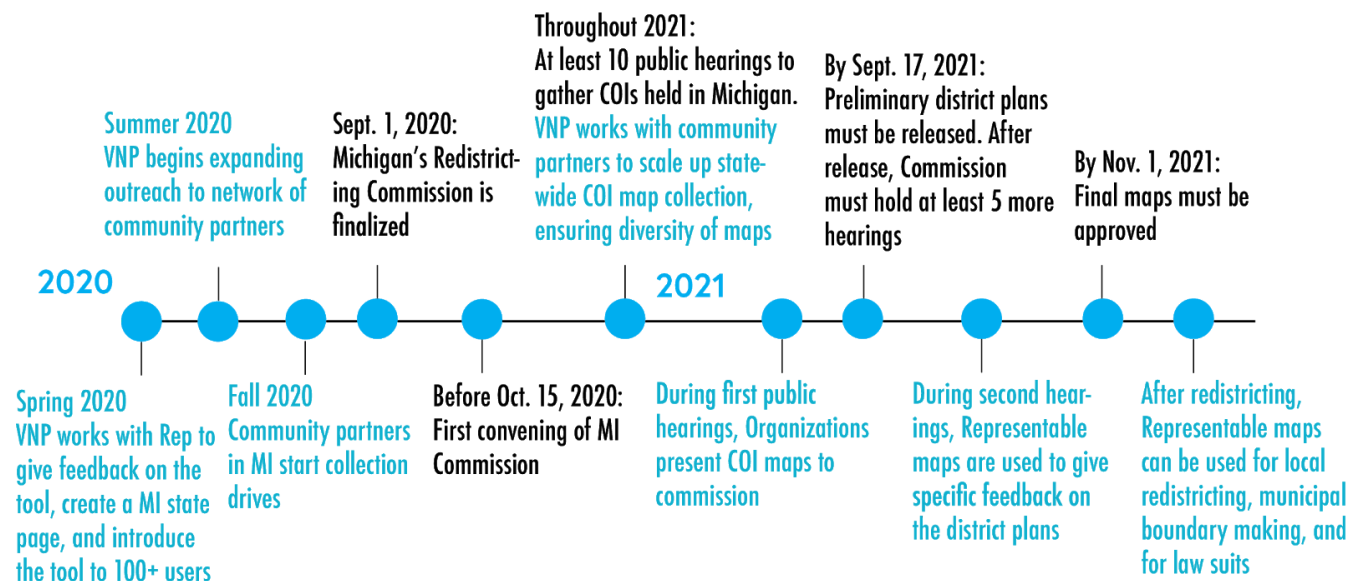 Throughout 2021:
At least 10 public hearings to
gather COIs held in Michigan.
VNP works with community
partners to scale up state-
wide COI map collection,
ensuring diversity of maps
By Sept. 17, 2021:
Preliminary district plans
must be released. After
release, Commission
must hold at least 5 more
hearings
Summer 2020
VNP begins expanding
outreach to network of
community partners
Sept. 1, 2020:
Michigan's Redistrict-
ing Commission is
finalized
By Nov. 1, 2021:
Final maps must be
approved
2020
2021
Spring 2020
VNP works with Rep to
give feedback on the
tool, create a MI state
page, and introduce
the tool to 100+ users
Fall 2020
Community partners
in MI start collection
drives
Before Oct. 15, 2020:
First convening of MI
Commission
During first public
hearings, Organizations
present COI maps to
commission
During second hear-
ings, Representable
maps are used to give
specific feedback on
the district plans
After redistricting,
Representable maps
can be used for local
redistricting, municipal
boundary making, and
for law suits